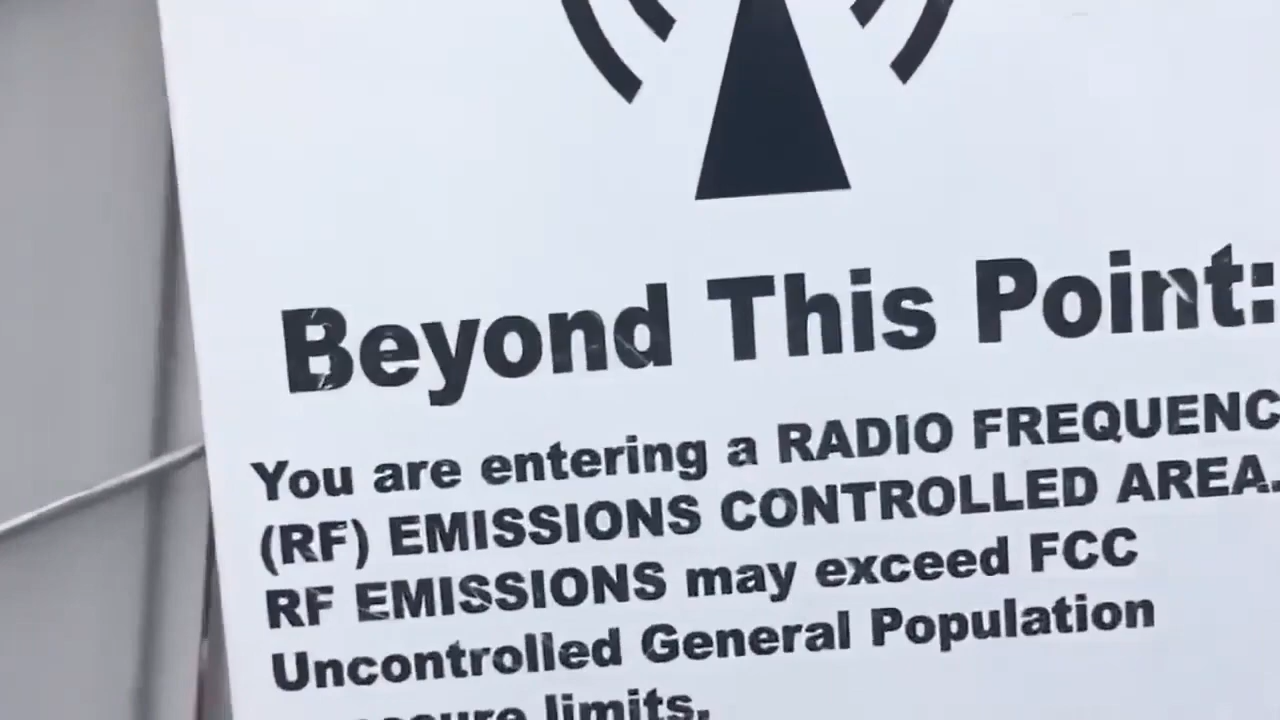 Beyond This Point:
You are entering a RADIO FREQUENC
(RF) EMISSIONS CONTROLLED AREA.
RF EMISSIONS may exceed FCC
Uncontrolled General Population
limits.